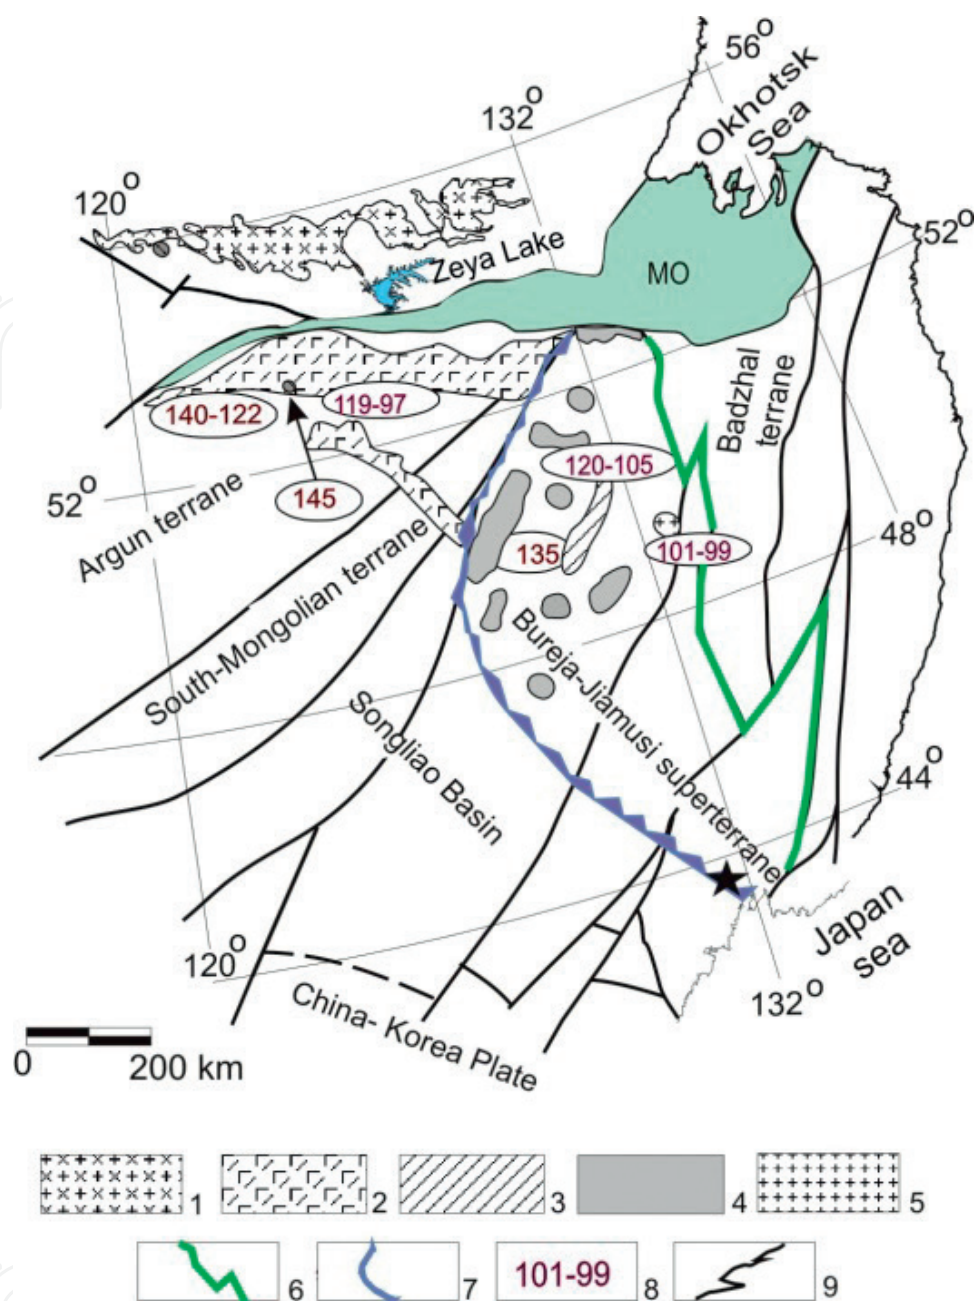 56°
Okhotsk
Sea
132°
120°
52°
Zeya Lake
MO
Badzhal
terrane
140-122
119-97
120-105
145
52°
Argun terrane
135
101-99
48°
South-Mongolian terrane
Bureja-Jiamusi superterrane
Songliao Basin
44°
Japan
sea
120°
132°
China- Korea Plate
0
200 km
1
2
3
4
5
6
7
101-99
8
9